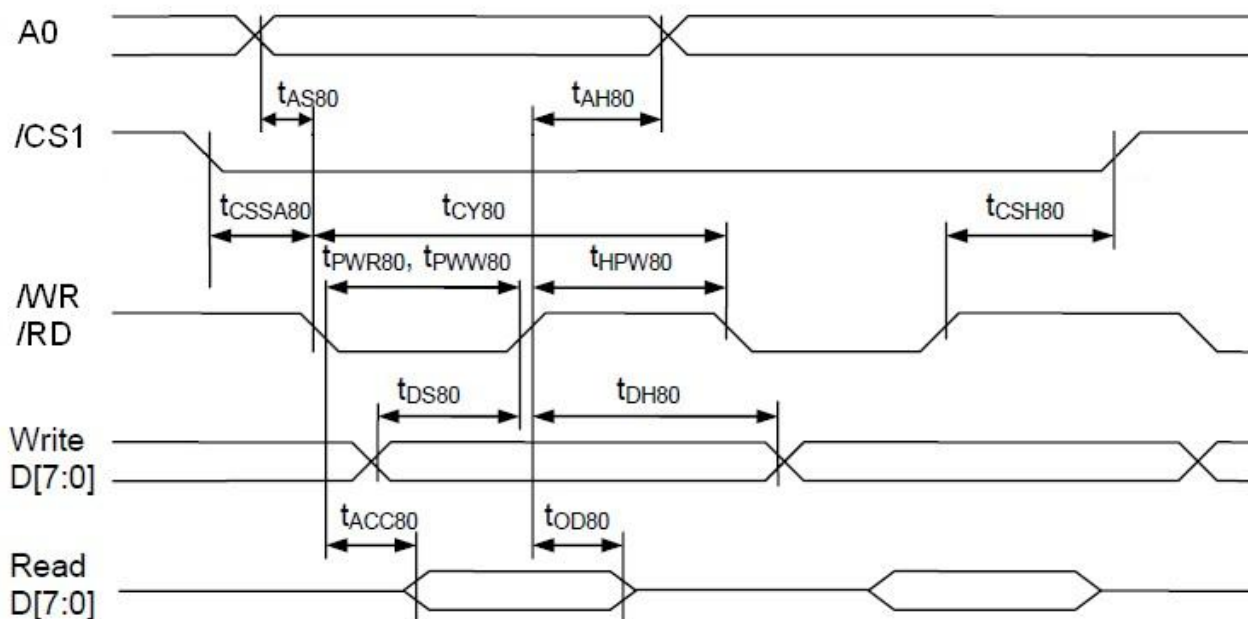 A0
tAS80
tAH80
/CS1
tCSSA80
tCY80
tCSH80
tPWR80, tPWW80
tHPW80
/WR
/RD
tDS80
tDH80
Write
D[7:0]
tACC80
tOD80
Read
D[7:0]